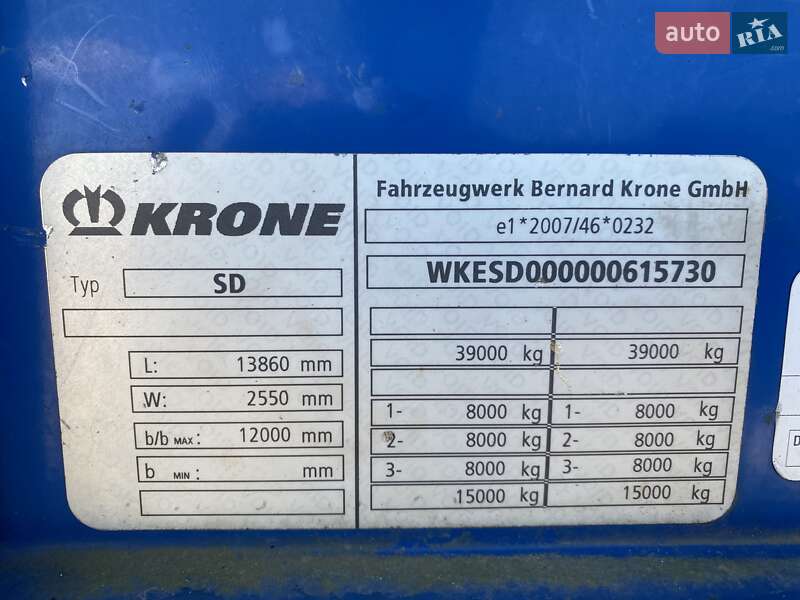 auto RIA .com
KRONE
Typ SD
L: 13860 mm
W: 2550 mm
b/b MAX: 12000 mm
b MIN: mm
Fahrzeugwerk Bernard Krone GmbH
e1*2007/46*0232
WKESD000000615730
39000 kg 39000 kg
1- 8000 kg 1- 8000 kg
2- 8000 kg 2- 8000 kg
3- 8000 kg 3- 8000 kg
15000 kg 15000 kg
D